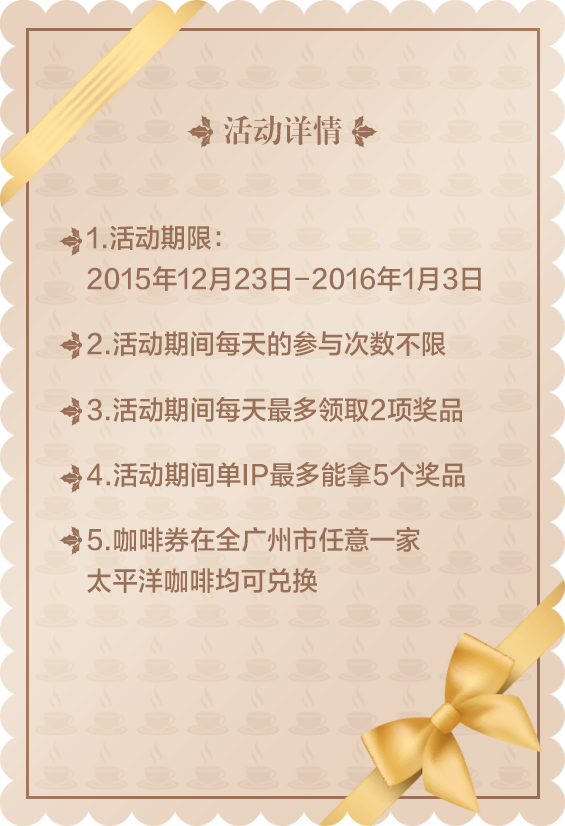 活动详情
1.活动期限：
2015年12月23日-2016年1月3日
2.活动期间每天的参与次数不限
3.活动期间每天最多领取2项奖品
4.活动期间单IP最多能拿5个奖品
5.咖啡券在全广州市任意一家
太平洋咖啡均可兑换